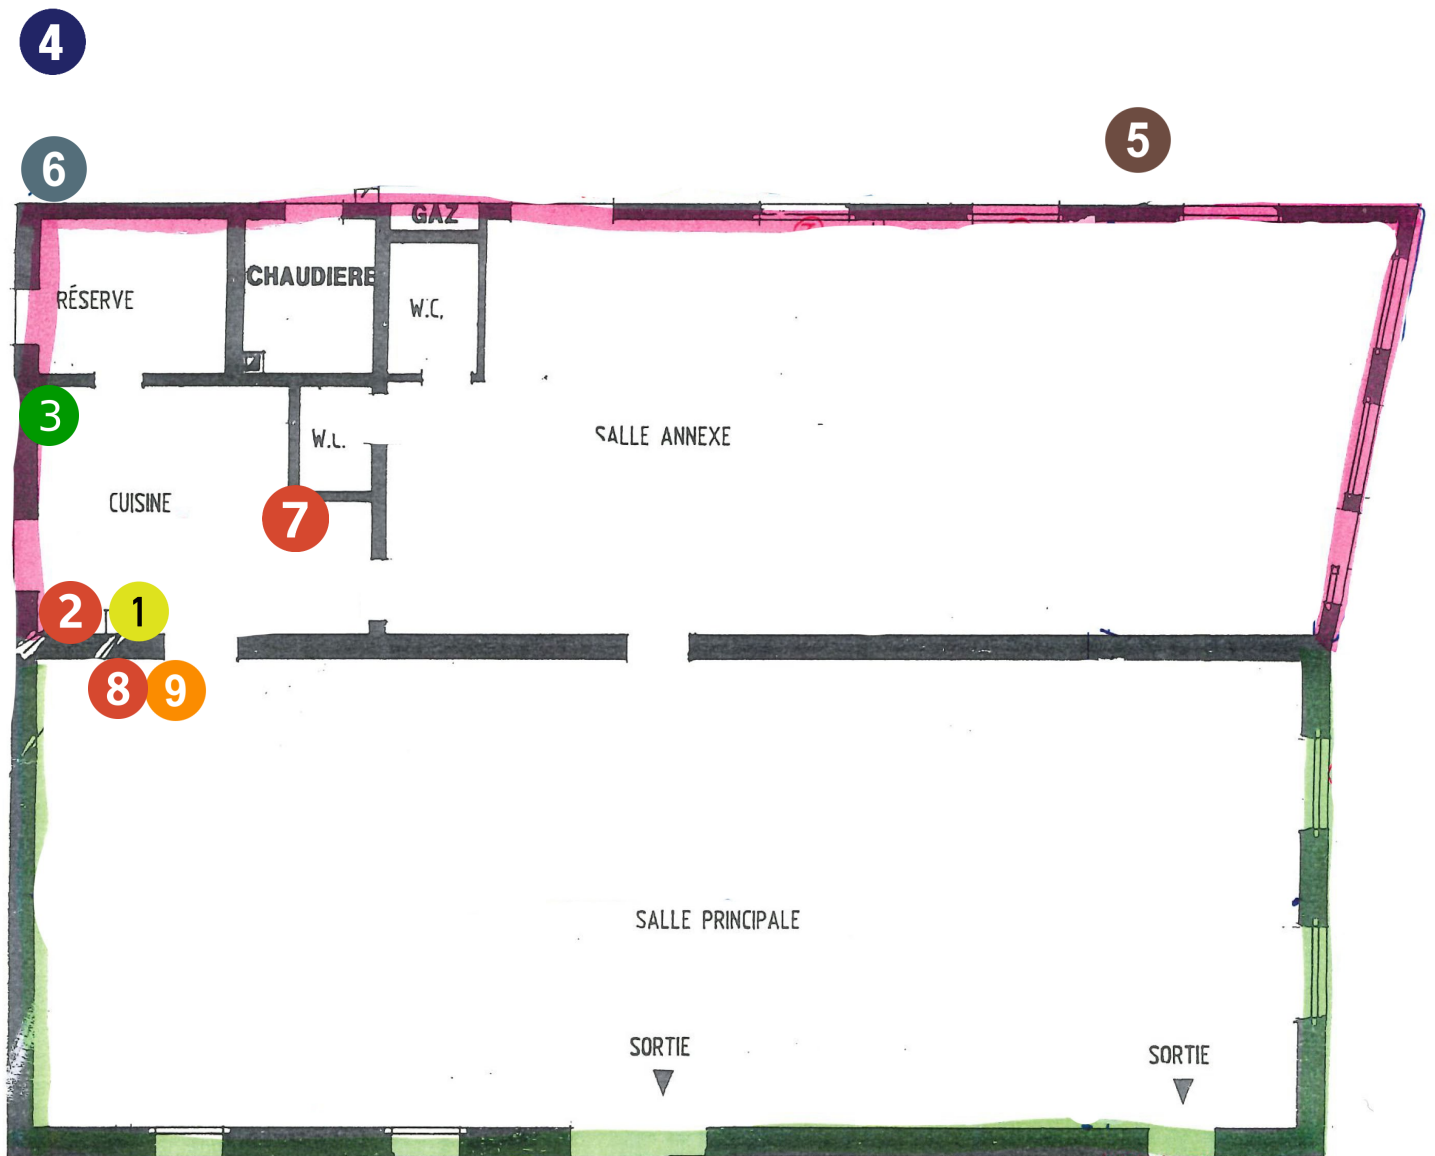 4
5
6
GAZ
CHAUDIERE
RÉSERVE
W.C.
3
SALLE ANNEXE
W.C.
CUISINE
7
2
1
8
9
SALLE PRINCIPALE
SORTIE
SORTIE